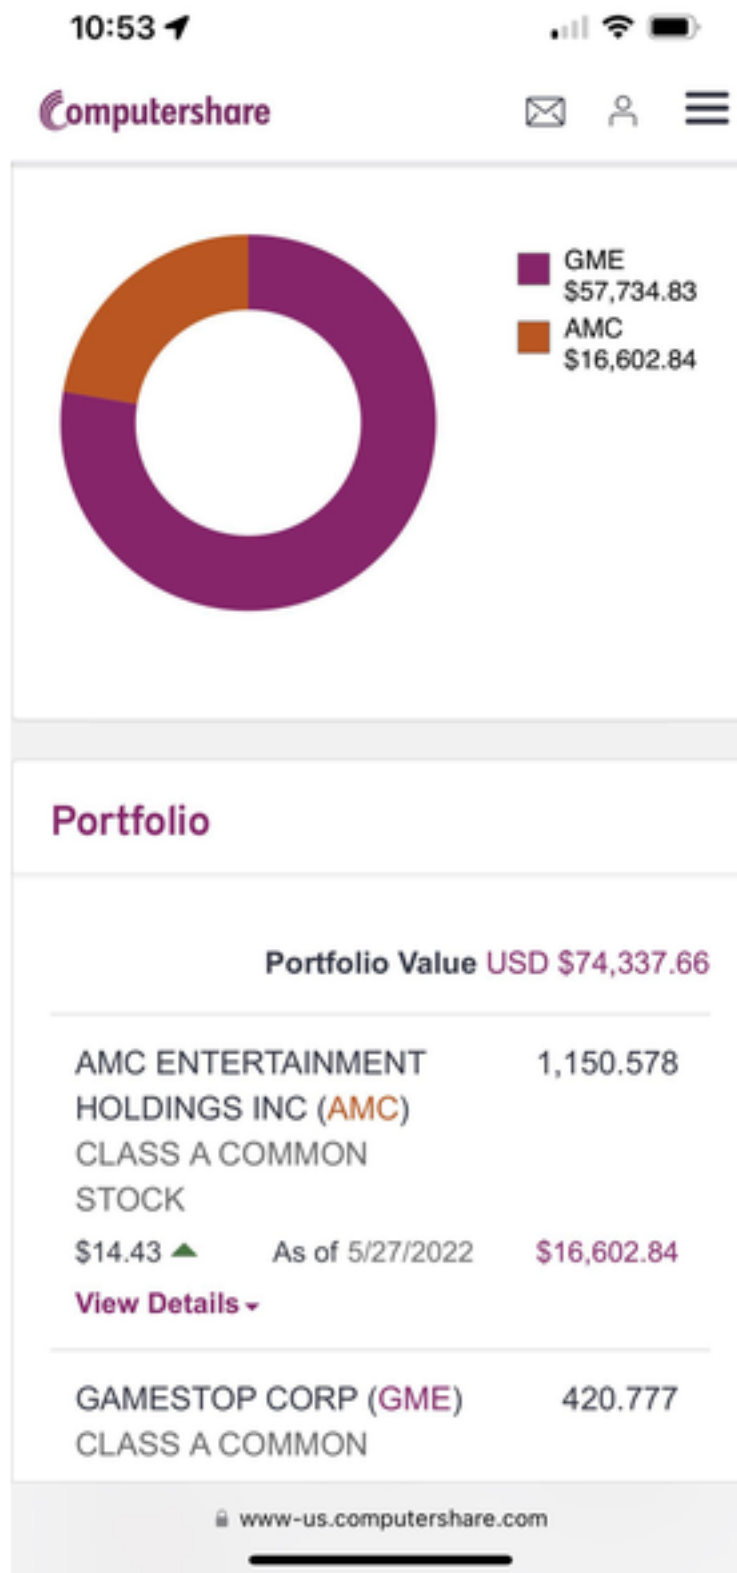 10:53
Computershare
GME
$57,734.83
AMC
$16,602.84
Portfolio
Portfolio Value USD $74,337.66
AMC ENTERTAINMENT 1,150.578
HOLDINGS INC (AMC)
CLASS A COMMON
STOCK
$14.43 As of 5/27/2022 $16,602.84
View Details
GAMESTOP CORP (GME) 420.777
CLASS A COMMON
www-us.computershare.com